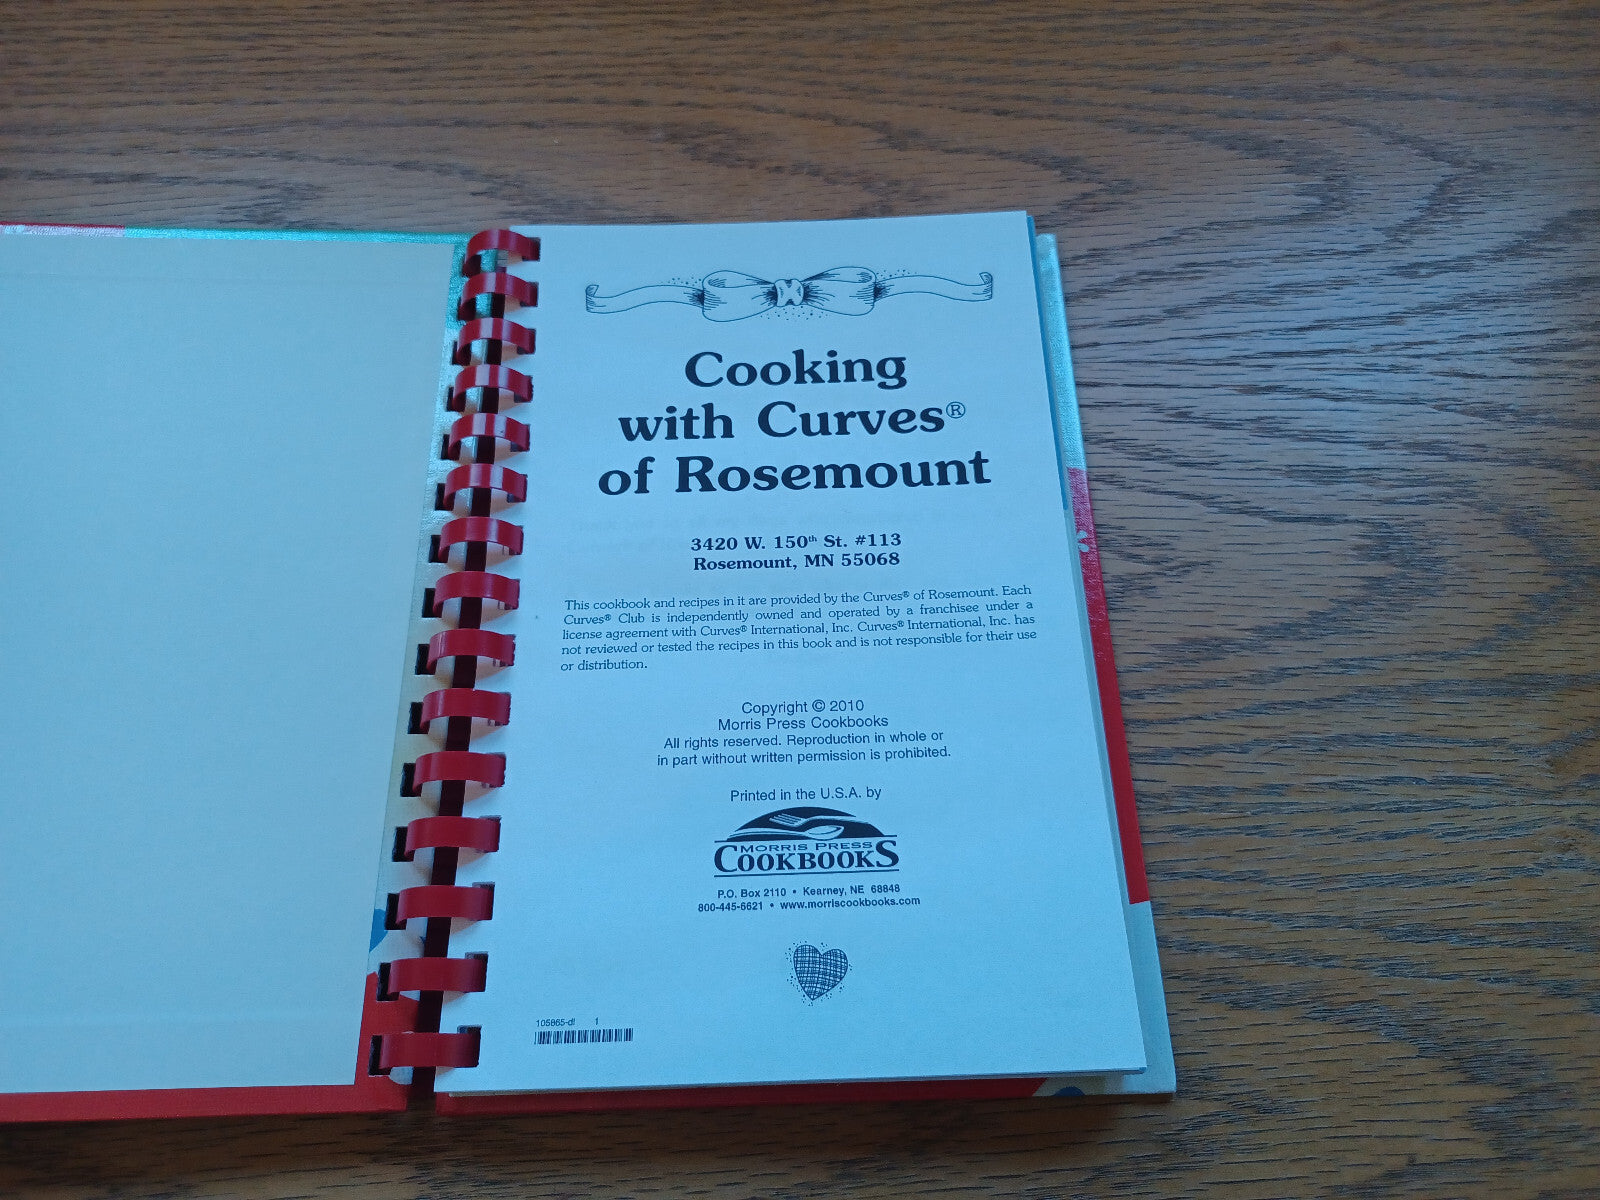 Cooking
with Curves®
of Rosemount
3420 W. 150th St. #113
Rosemount, MN 55068
This cookbook and recipes in it are provided by the Curves® of Rosemount. Each
Curves® Club is independently owned and operated by a franchisee under a
license agreement with Curves® International, Inc. Curves® International, Inc. has
not reviewed or tested the recipes in this book and is not responsible for their use
or distribution.
Copyright © 2010
Morris Press Cookbooks
All rights reserved. Reproduction in whole or
in part without written permission is prohibited.
Printed in the U.S.A. by
MORRIS PRESS
COOKBOOKS
P.O. Box 2110 • Kearney, NE 68848
800-445-6621 • www.morriscookbooks.com
105865-df 1